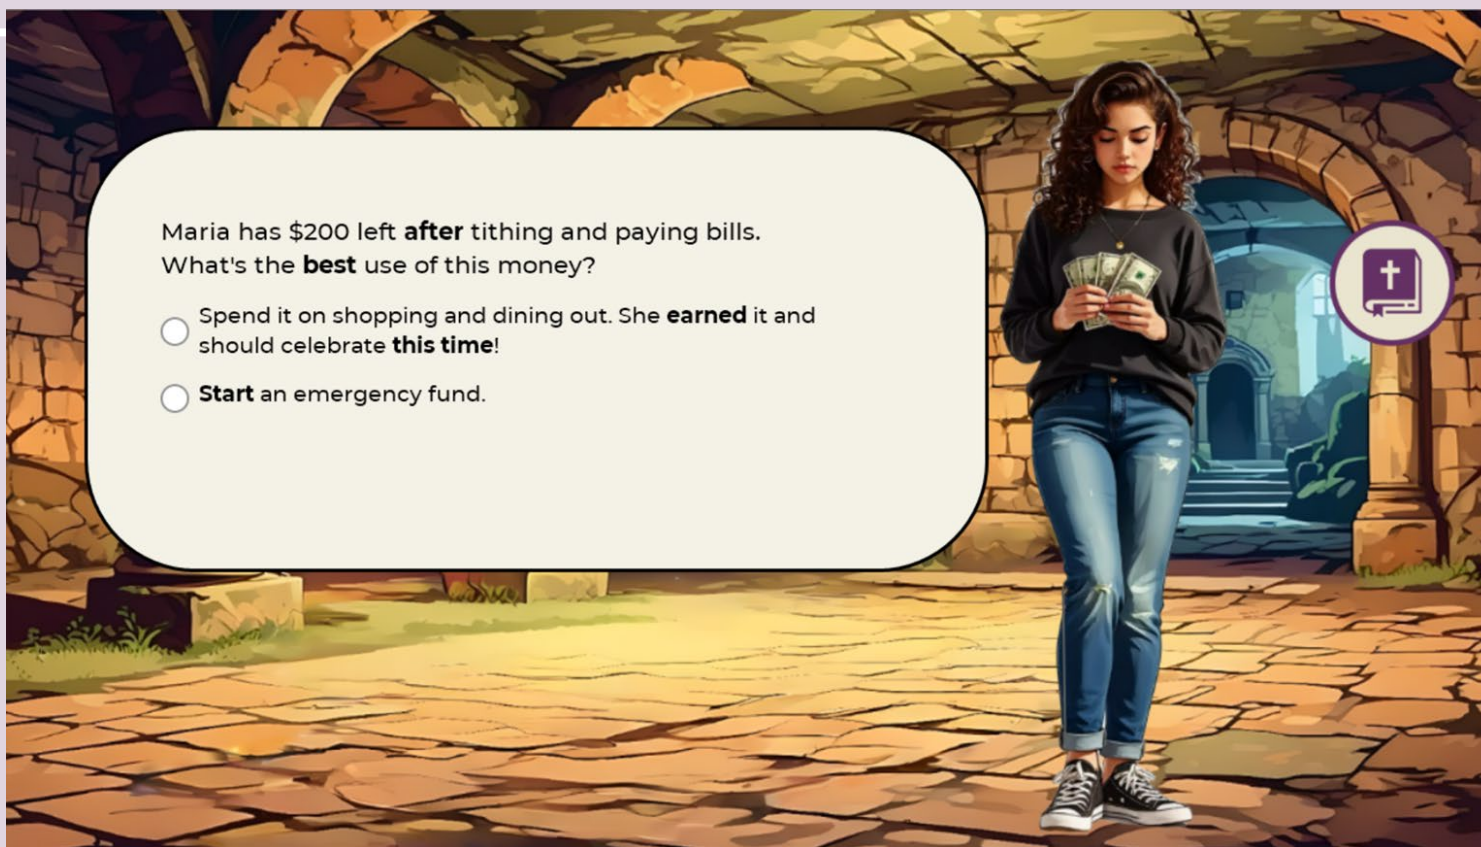 Maria has $200 left after tithing and paying bills.
What's the best use of this money?
Spend it on shopping and dining out. She earned it and
should celebrate this time!
Start an emergency fund.